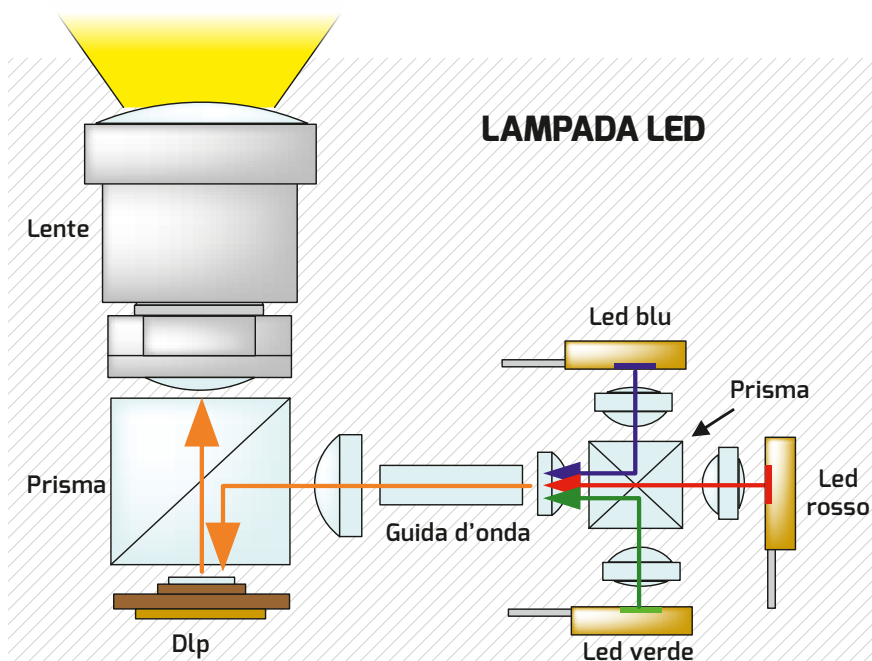 LAMPADA LED
Lente
Led blu
Prisma
Prisma
Led
rosso
Guida d'onda
Dlp
Led verde